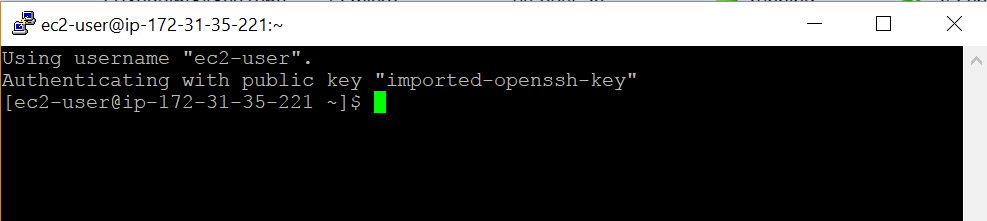 ec2-user@ip-172-31-35-221:~
Using username "ec2-user".
Authenticating with public key "imported-openssh-key"
[ec2-user@ip-172-31-35-221 ~]$